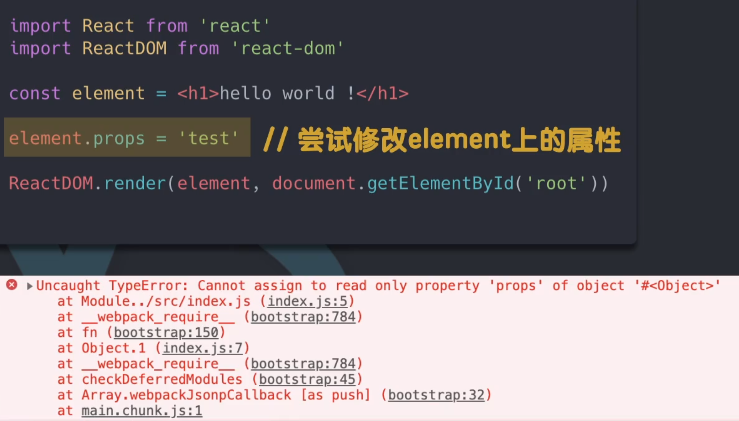 import React from 'react'
import ReactDOM from 'react-dom'
const element = <h1>hello world !</h1>
element.props = 'test' // 尝试修改element上的属性
ReactDOM.render(element, document.getElementById('root'))
Uncaught TypeError: Cannot assign to read only property 'props' of object '#<Object>'
at Module../src/index.js (index.js:5)
at __webpack_require__ (bootstrap:784)
at fn (bootstrap:150)
at Object.1 (index.js:7)
at __webpack_require__ (bootstrap:784)
at checkDeferredModules (bootstrap:45)
at Array.webpackJsonpCallback [as push] (bootstrap:32)
at main.chunk.js:1